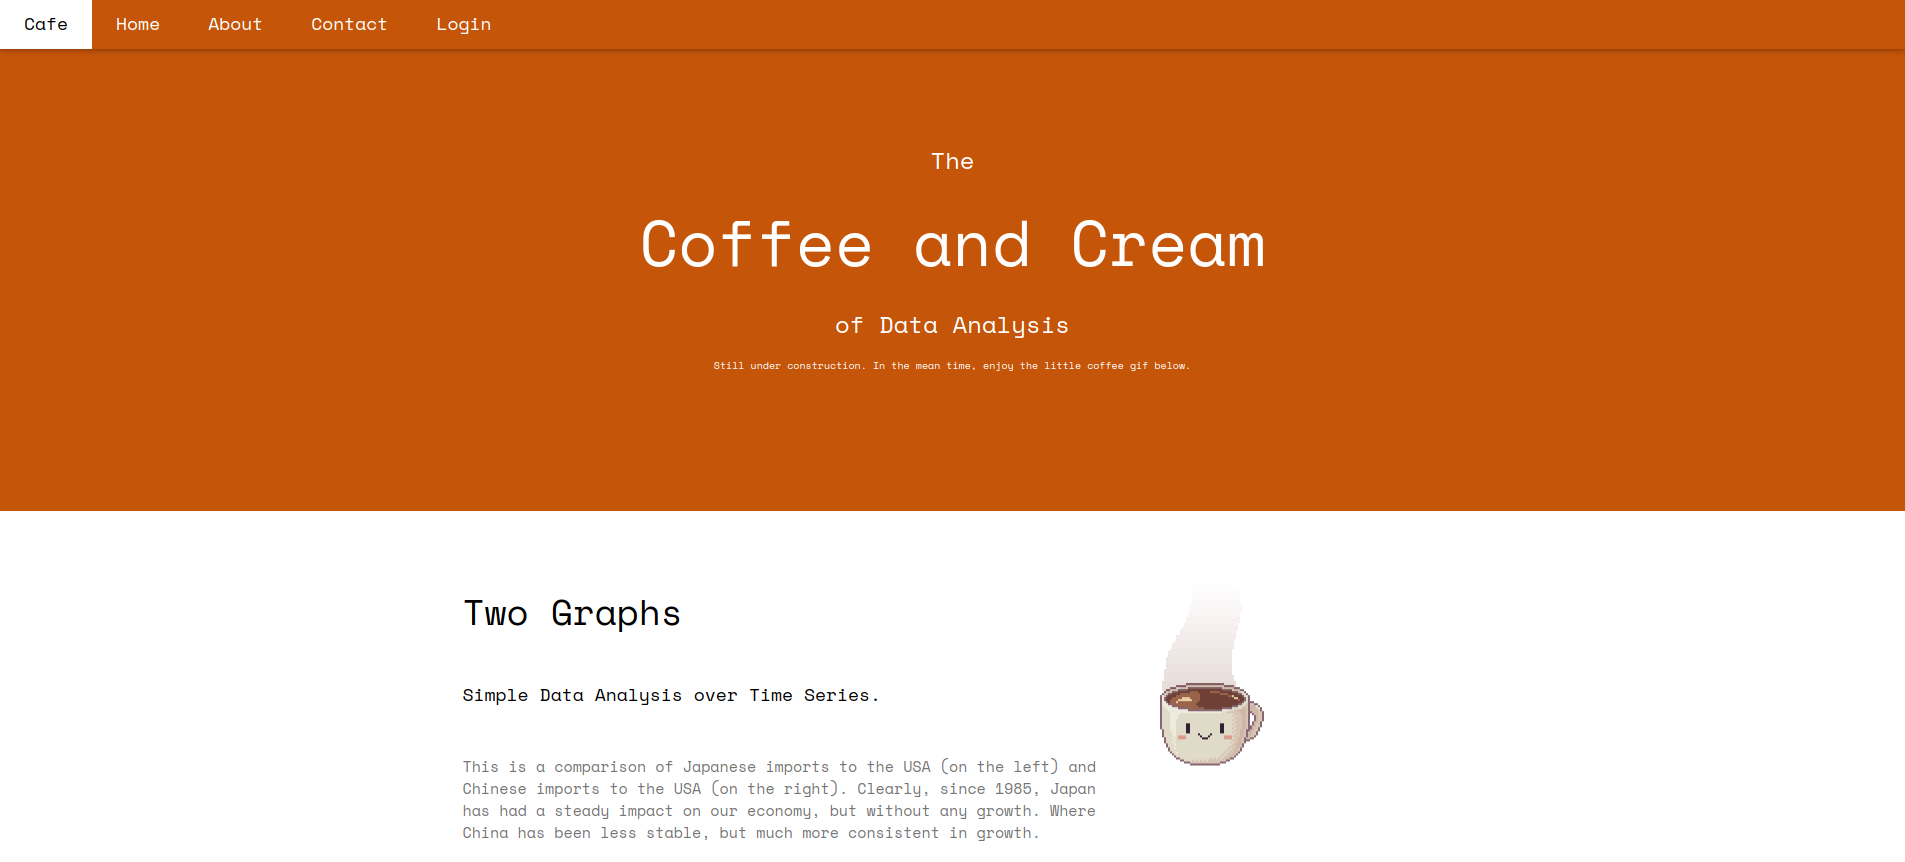 Cafe Home About Contact Login
The
Coffee and Cream
of Data Analysis
Still under construction. In the mean time, enjoy the little coffee gif below.
Two Graphs
Simple Data Analysis over Time Series.
This is a comparison of Japanese imports to the USA (on the left) and
Chinese imports to the USA (on the right). Clearly, since 1985, Japan
has had a steady impact on our economy, but without any growth. Where
China has been less stable, but much more consistent in growth.